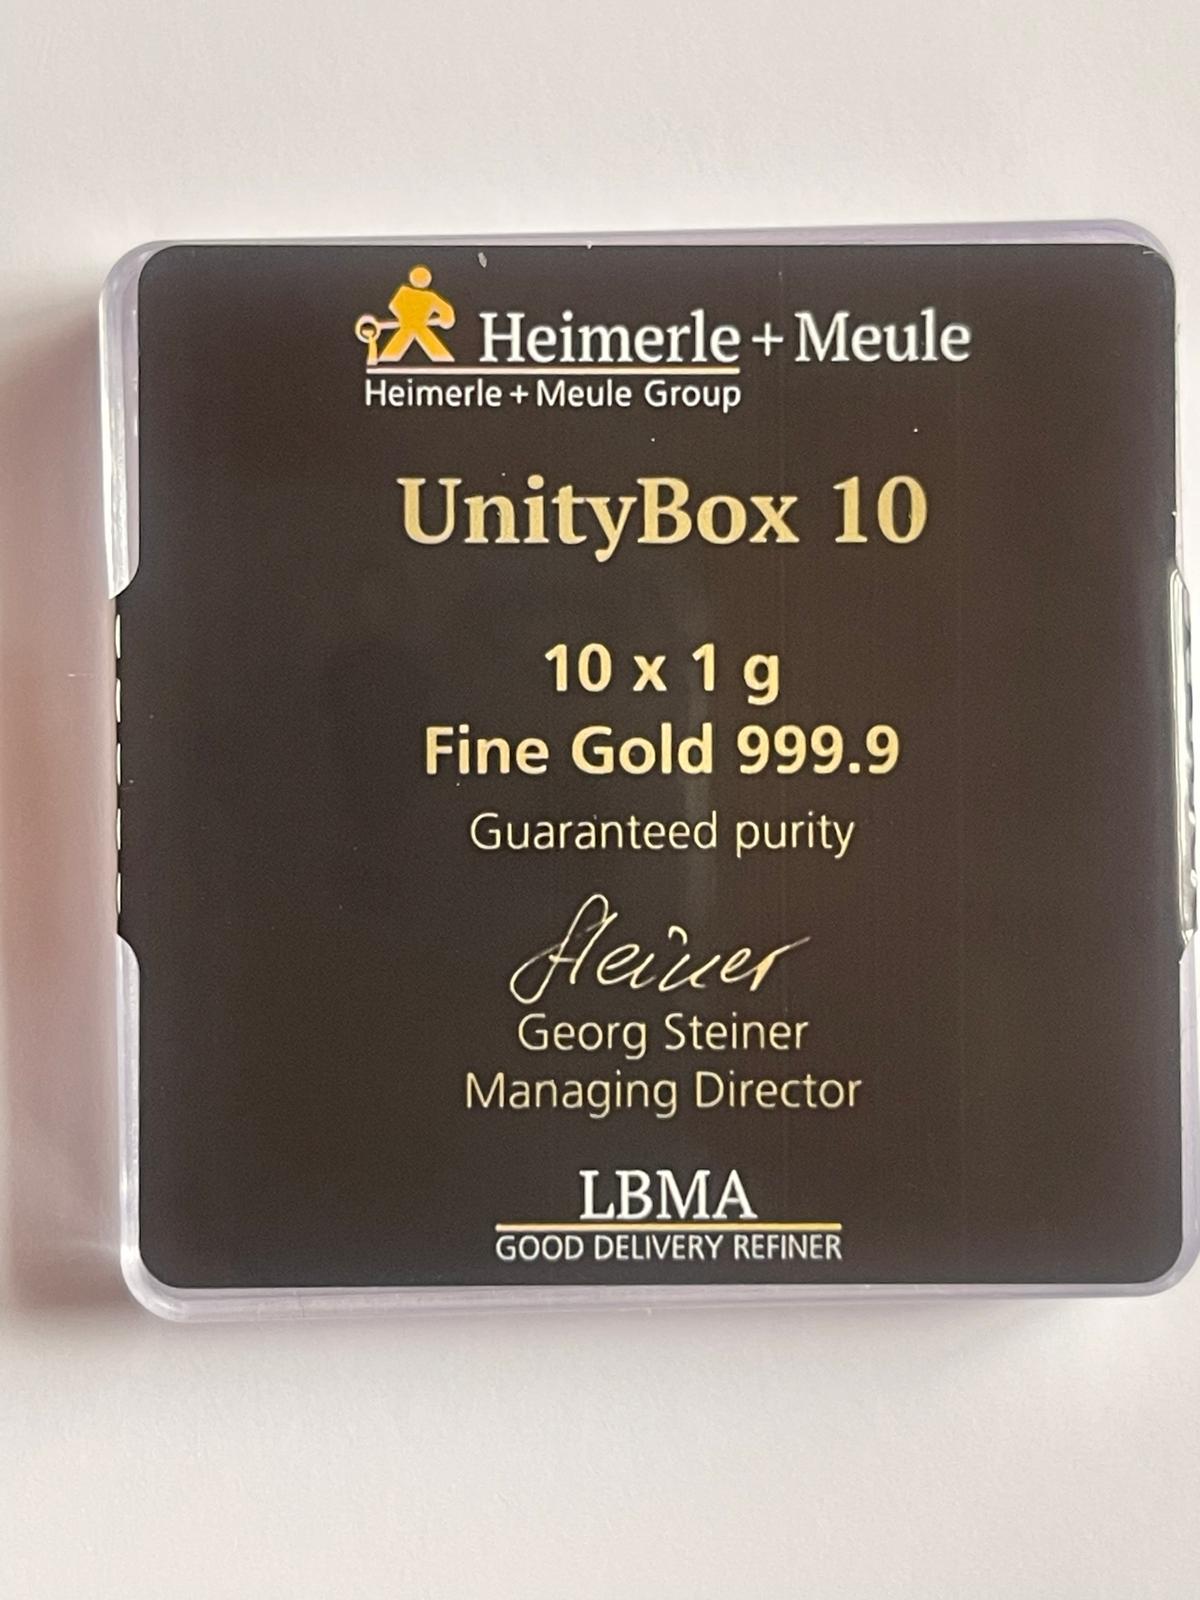 Heimerle + Meule
Heimerle + Meule Group
UnityBox 10
10 x 1 g
Fine Gold 999.9
Guaranteed purity
Steiner
Georg Steiner
Managing Director
LBMA
GOOD DELIVERY REFINER